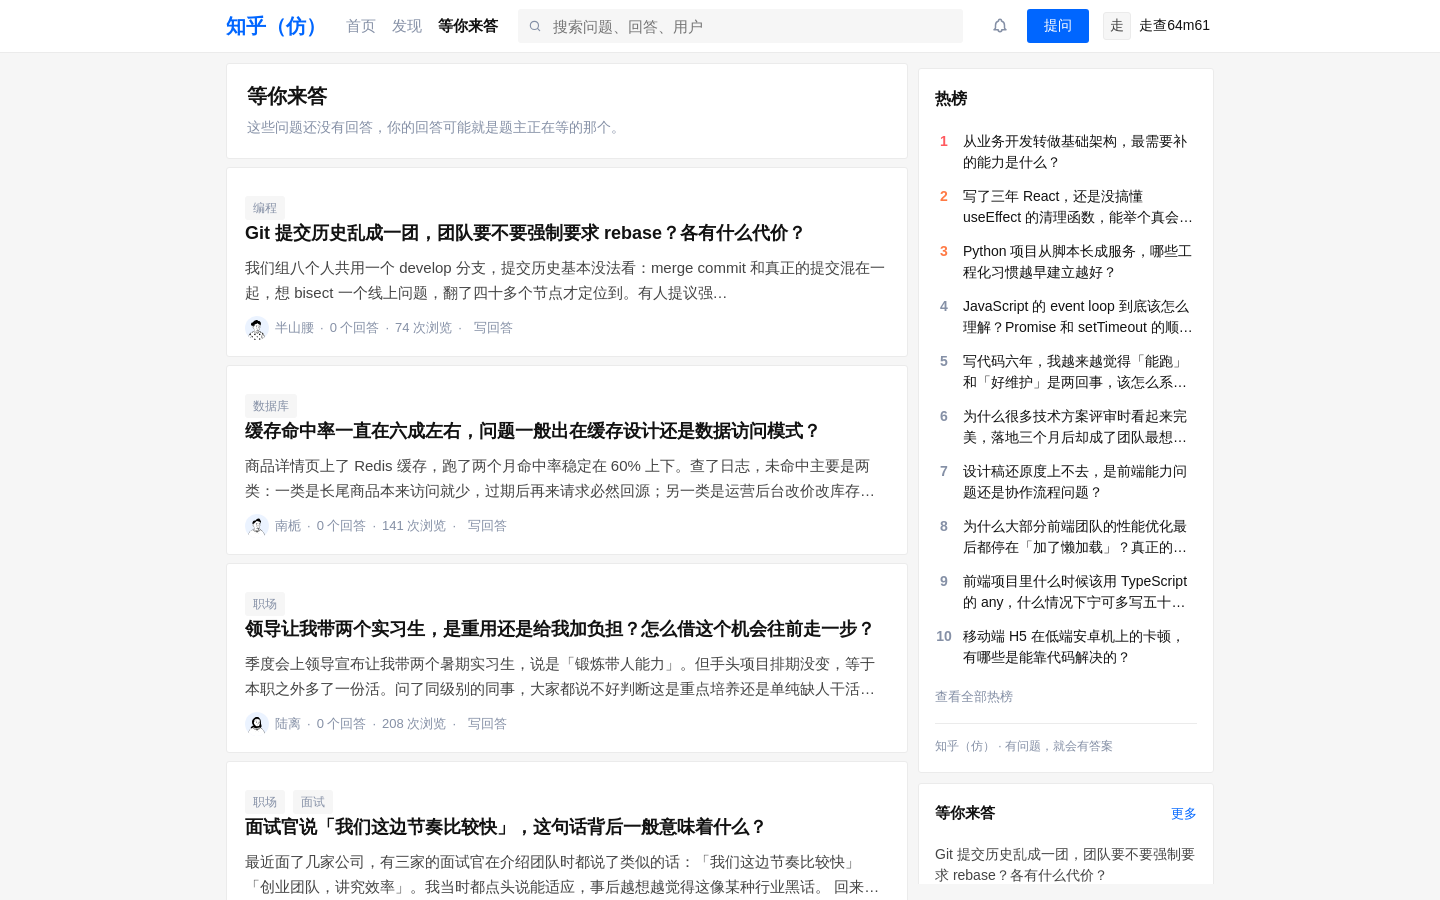 知乎（仿） 首页 发现 等你来答 搜索问题、回答、用户 提问 走 走查64m61
等你来答
这些问题还没有回答，你的回答可能就是题主正在等的那个。
编程
Git 提交历史乱成一团，团队要不要强制要求 rebase？各有什么代价？
我们组八个人共用一个 develop 分支，提交历史基本没法看：merge commit 和真正的提交混在一
起，想 bisect 一个线上问题，翻了四十多个节点才定位到。有人提议强…
半山腰 · 0 个回答 · 74 次浏览 · 写回答
数据库
缓存命中率一直在六成左右，问题一般出在缓存设计还是数据访问模式？
商品详情页上了 Redis 缓存，跑了两个月命中率稳定在 60% 上下。查了日志，未命中主要是两
类：一类是长尾商品本来访问就少，过期后再来请求必然回源；另一类是运营后台改价改库存…
南栀 · 0 个回答 · 141 次浏览 · 写回答
职场
领导让我带两个实习生，是重用还是给我加负担？怎么借这个机会往前走一步？
季度会上领导宣布让我带两个暑期实习生，说是「锻炼带人能力」。但手头项目排期没变，等于
本职之外多了一份活。问了同级别的同事，大家都说不好判断这是重点培养还是单纯缺人干活…
陆离 · 0 个回答 · 208 次浏览 · 写回答
职场 面试
面试官说「我们这边节奏比较快」，这句话背后一般意味着什么？
最近面了几家公司，有三家的面试官在介绍团队时都说了类似的话：「我们这边节奏比较快」
「创业团队，讲究效率」。我当时都点头说能适应，事后越想越觉得这像某种行业黑话。 回来…
热榜
1 从业务开发转做基础架构，最需要补
的能力是什么？
2 写了三年 React，还是没搞懂
useEffect 的清理函数，能举个真会…
3 Python 项目从脚本长成服务，哪些工
程化习惯越早建立越好？
4 JavaScript 的 event loop 到底该怎么
理解？Promise 和 setTimeout 的顺…
5 写代码六年，我越来越觉得「能跑」
和「好维护」是两回事，该怎么系…
6 为什么很多技术方案评审时看起来完
美，落地三个月后却成了团队最想…
7 设计稿还原度上不去，是前端能力问
题还是协作流程问题？
8 为什么大部分前端团队的性能优化最
后都停在「加了懒加载」？真正的…
9 前端项目里什么时候该用 TypeScript
的 any，什么情况下宁可多写五十…
10 移动端 H5 在低端安卓机上的卡顿，
有哪些是能靠代码解决的？
查看全部热榜
知乎（仿） · 有问题，就会有答案
等你来答 更多
Git 提交历史乱成一团，团队要不要强制要
求 rebase？各有什么代价？